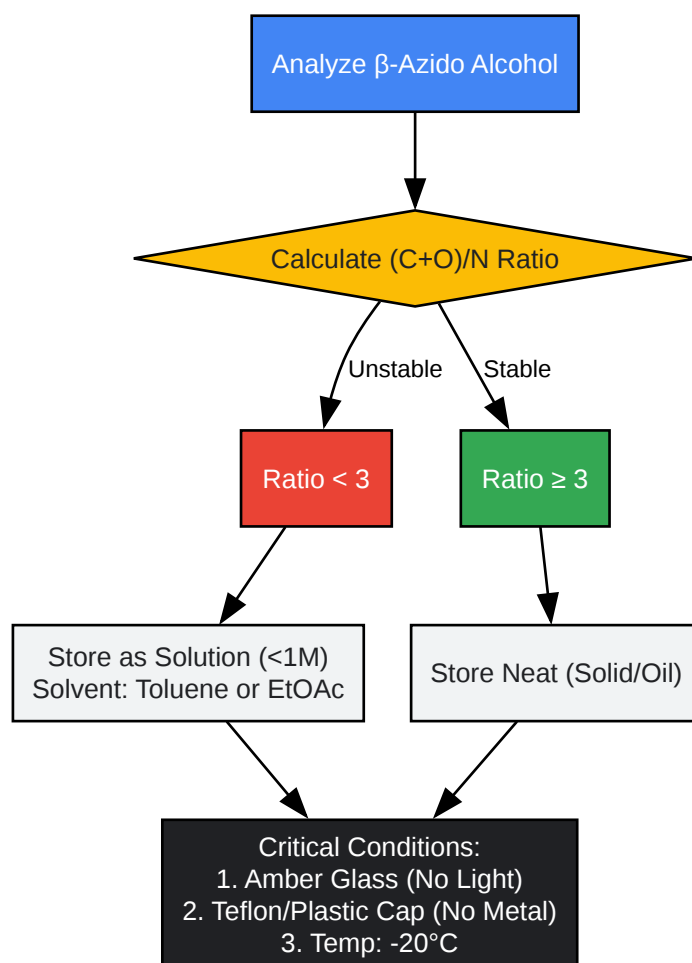 Analyze β-Azido Alcohol
Calculate (C+O)/N Ratio
Unstable
Stable
Ratio < 3
Ratio ≥ 3
Store as Solution (<1M)
Solvent: Toluene or EtOAc
Store Neat (Solid/Oil)
Critical Conditions:
1. Amber Glass (No Light)
2. Teflon/Plastic Cap (No Metal)
3. Temp: -20°C